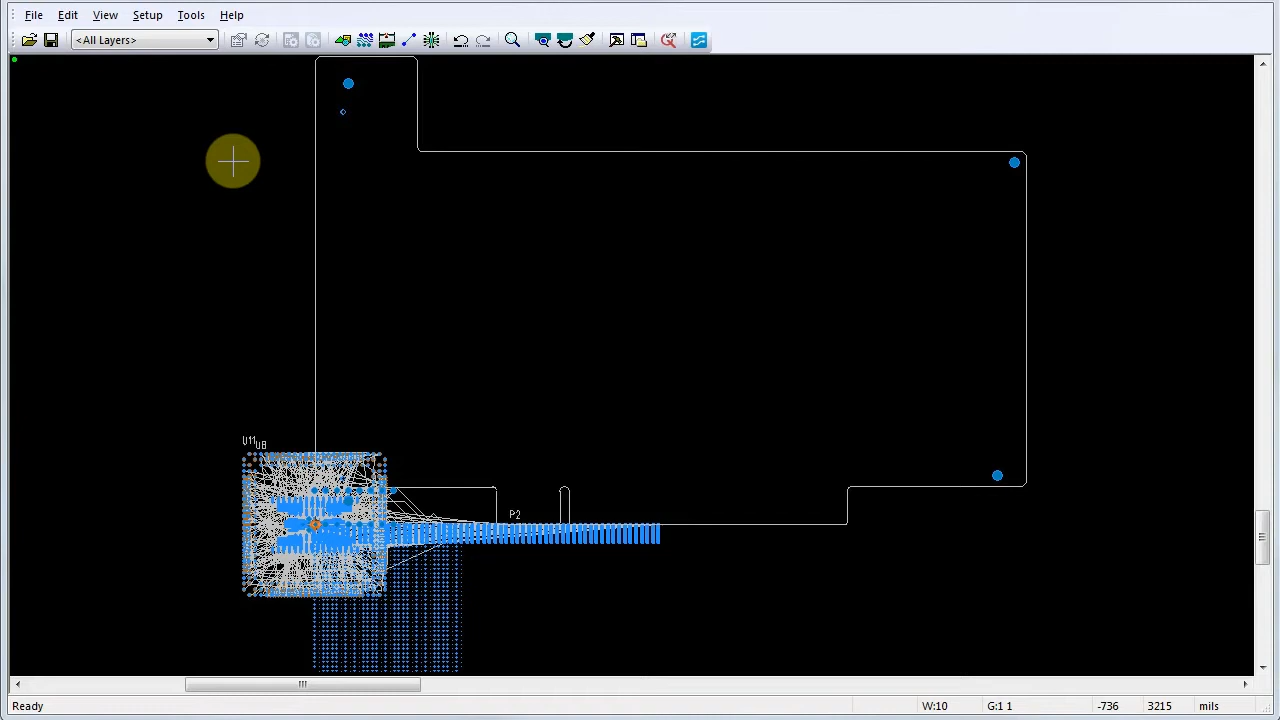 File Edit View Setup Tools Help
<All Layers>
U11 U8
P2
Ready W:10 G:1 1 -736 3215 mils